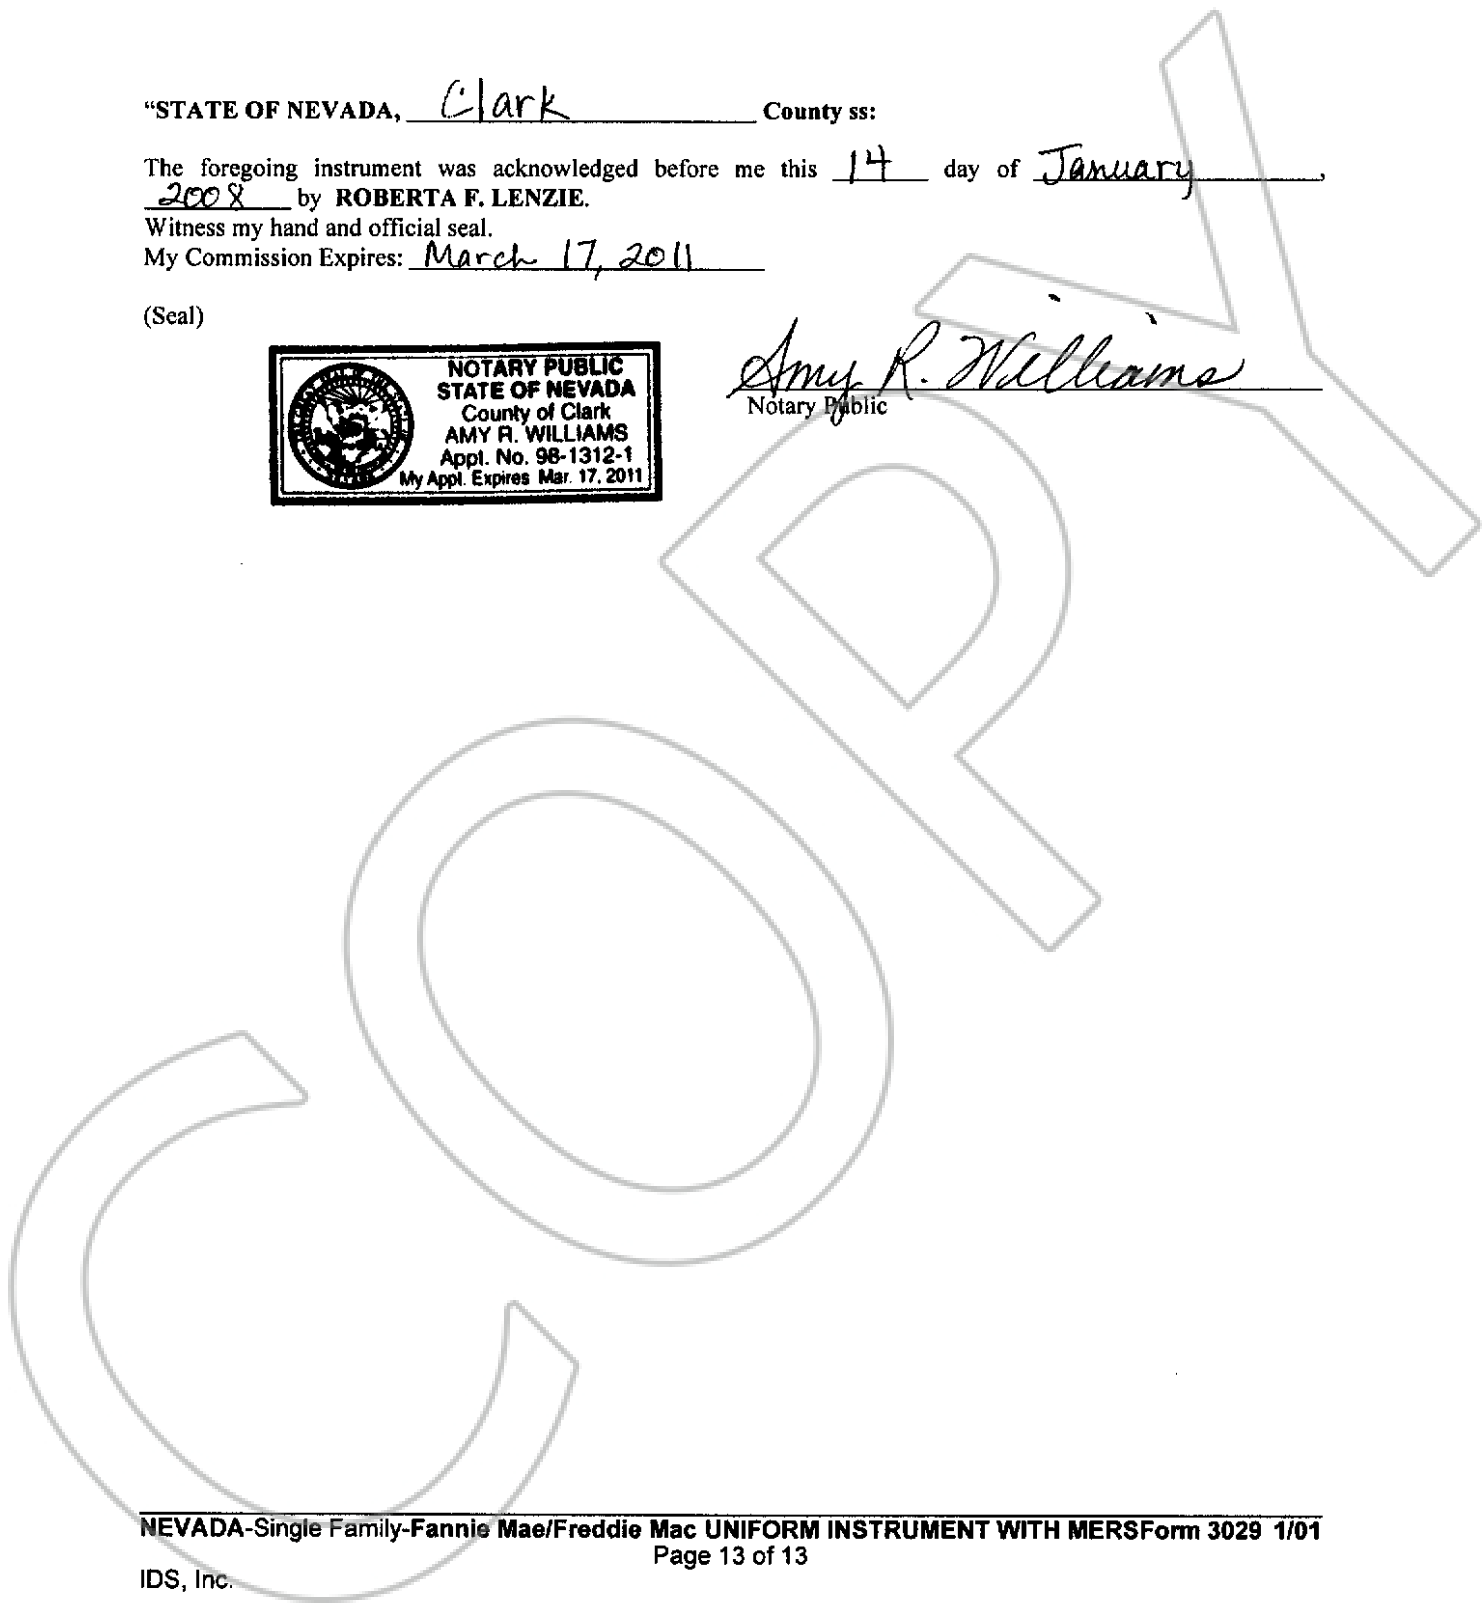 “STATE OF NEVADA, Clark County ss:
The foregoing instrument was acknowledged before me this 14 day of January,
2008 by ROBERTA F. LENZIE.
Witness my hand and official seal.
My Commission Expires: March 17, 2011
(Seal)
NOTARY PUBLIC
STATE OF NEVADA
County of Clark
AMY R. WILLIAMS
Appt. No. 98-1312-1
My Appt. Expires Mar. 17, 2011
Amy R. Williams
Notary Public
COPY
NEVADA-Single Family-Fannie Mae/Freddie Mac UNIFORM INSTRUMENT WITH MERSForm 3029 1/01
Page 13 of 13
IDS, Inc.